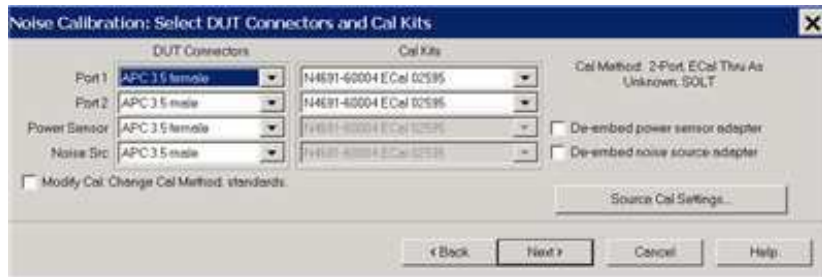 Noise Calibration: Select DUT Connectors and Cal Kits
DUT Connectors
Cal Kits
Port 1 APC 3.5 female N4691-60004 ECal 02595
Port 2 APC 3.5 male N4691-60004 ECal 02595
Power Sensor APC 3.5 female N4691-60004 ECal 02595
Noise Src APC 3.5 male N4691-60004 ECal 02595
Cal Method: 2-Port, ECal Thru As
Unknown, SOLT
De-embed power sensor adapter
De-embed noise source adapter
Modify Cal. Change Cal Method, standards.
Source Cal Settings...
< Back
Next >
Cancel
Help